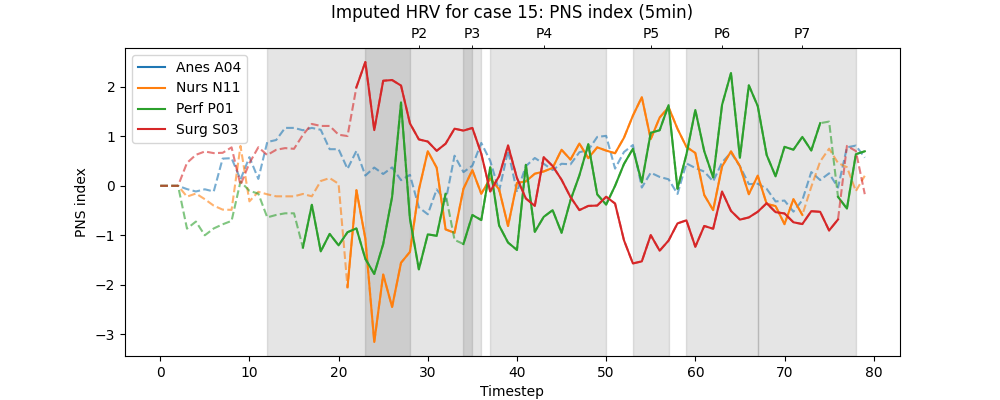 Imputed HRV for case 15: PNS index (5min)
P2 P3 P4 P5 P6 P7
Anes A04
Nurs N11
Perf P01
Surg S03
PNS index
2
1
0
−1
−2
−3
0 10 20 30 40 50 60 70 80
Timestep